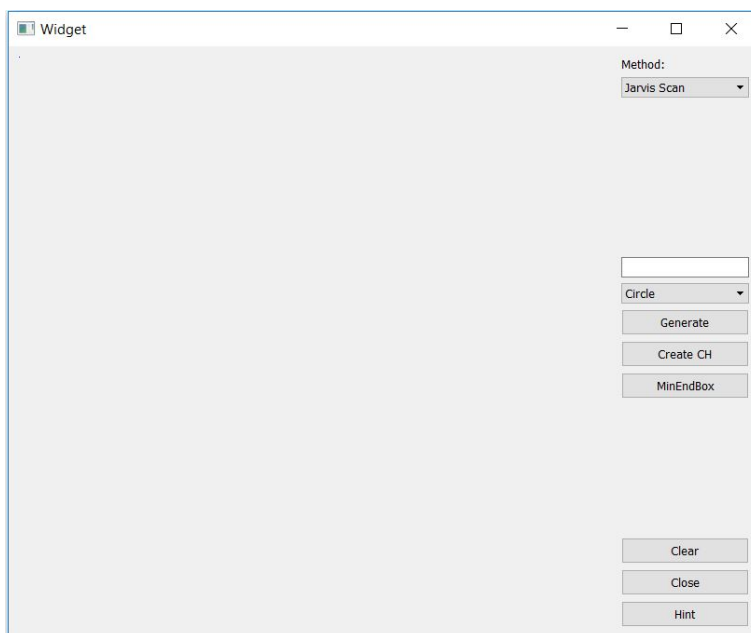 Widget
Method:
Jarvis Scan
Circle
Generate
Create CH
MinEndBox
Clear
Close
Hint